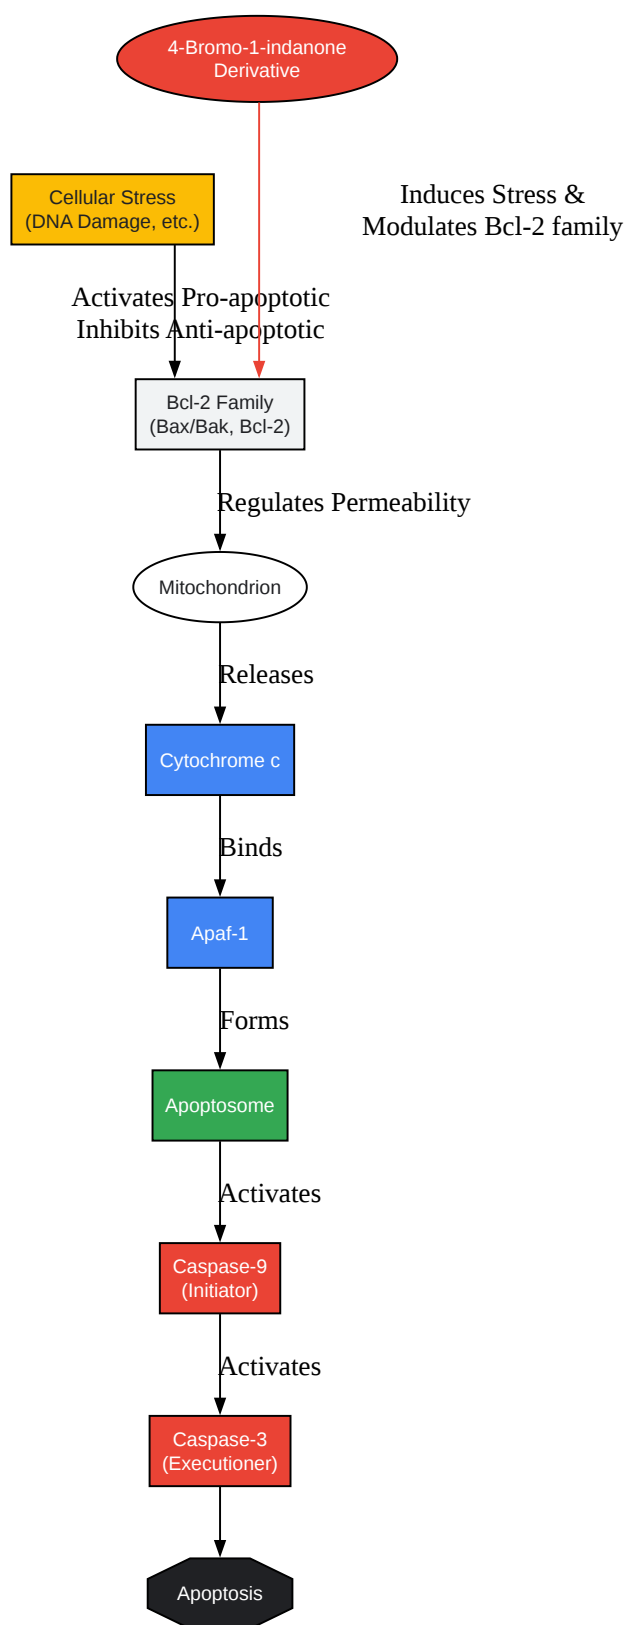 4-Bromo-1-indanone
Derivative
Cellular Stress
(DNA Damage, etc.)
Induces Stress &
Modulates Bcl-2 family
Activates Pro-apoptotic
Inhibits Anti-apoptotic
Bcl-2 Family
(Bax/Bak, Bcl-2)
Regulates Permeability
Mitochondrion
Releases
Cytochrome c
Binds
Apaf-1
Forms
Apoptosome
Activates
Caspase-9
(Initiator)
Activates
Caspase-3
(Executioner)
Apoptosis